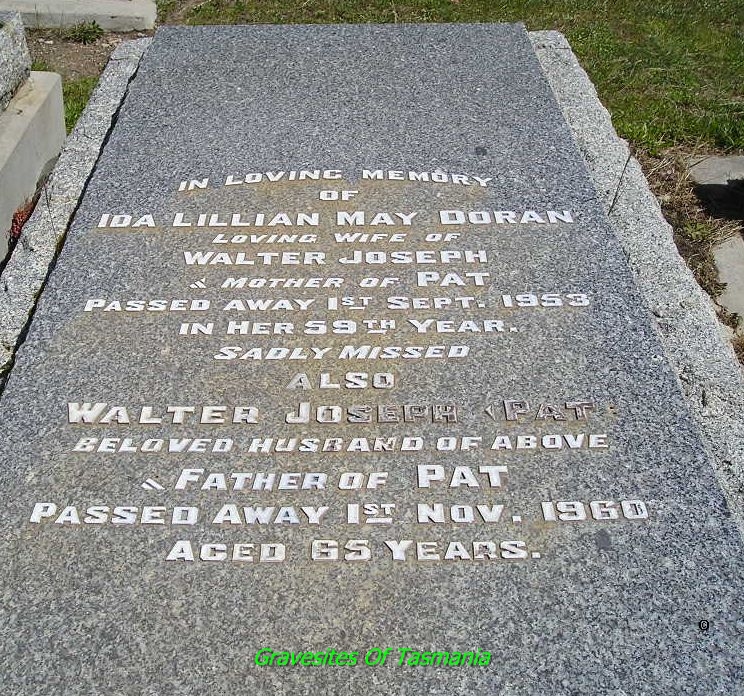 IN LOVING MEMORY
OF
IDA LILLIAN MAY DORAN
LOVING WIFE OF
WALTER JOSEPH
& MOTHER OF PAT
PASSED AWAY 1ST SEPT. 1953
IN HER 59TH YEAR.
SADLY MISSED
ALSO
WALTER JOSEPH (PAT)
BELOVED HUSBAND OF ABOVE
& FATHER OF PAT
PASSED AWAY 1ST NOV. 1960
AGED 65 YEARS.
©
Gravesites Of Tasmania